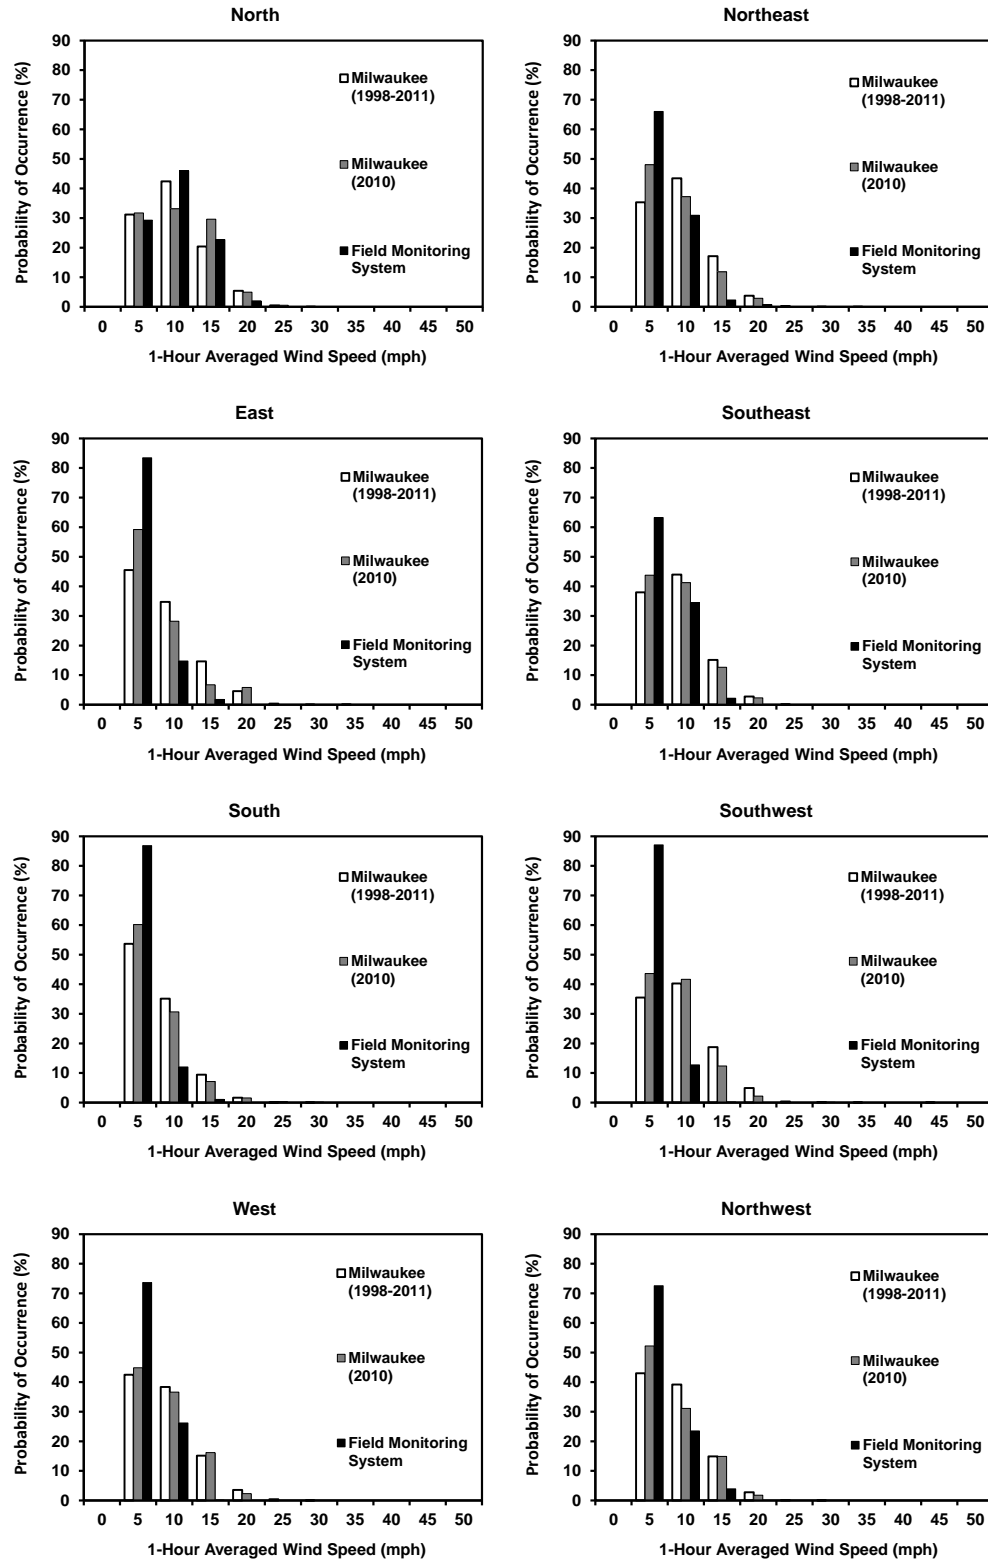 North
90
80
70
60
50
40
30
20
10
0
Probability of Occurrence (%)
Milwaukee
(1998-2011)
Milwaukee
(2010)
Field Monitoring
System
0 5 10 15 20 25 30 35 40 45 50
1-Hour Averaged Wind Speed (mph)
Northeast
90
80
70
60
50
40
30
20
10
0
Probability of Occurrence (%)
Milwaukee
(1998-2011)
Milwaukee
(2010)
Field Monitoring
System
0 5 10 15 20 25 30 35 40 45 50
1-Hour Averaged Wind Speed (mph)
East
90
80
70
60
50
40
30
20
10
0
Probability of Occurrence (%)
Milwaukee
(1998-2011)
Milwaukee
(2010)
Field Monitoring
System
0 5 10 15 20 25 30 35 40 45 50
1-Hour Averaged Wind Speed (mph)
Southeast
90
80
70
60
50
40
30
20
10
0
Probability of Occurrence (%)
Milwaukee
(1998-2011)
Milwaukee
(2010)
Field Monitoring
System
0 5 10 15 20 25 30 35 40 45 50
1-Hour Averaged Wind Speed (mph)
South
90
80
70
60
50
40
30
20
10
0
Probability of Occurrence (%)
Milwaukee
(1998-2011)
Milwaukee
(2010)
Field Monitoring
System
0 5 10 15 20 25 30 35 40 45 50
1-Hour Averaged Wind Speed (mph)
Southwest
90
80
70
60
50
40
30
20
10
0
Probability of Occurrence (%)
Milwaukee
(1998-2011)
Milwaukee
(2010)
Field Monitoring
System
0 5 10 15 20 25 30 35 40 45 50
1-Hour Averaged Wind Speed (mph)
West
90
80
70
60
50
40
30
20
10
0
Probability of Occurrence (%)
Milwaukee
(1998-2011)
Milwaukee
(2010)
Field Monitoring
System
0 5 10 15 20 25 30 35 40 45 50
1-Hour Averaged Wind Speed (mph)
Northwest
90
80
70
60
50
40
30
20
10
0
Probability of Occurrence (%)
Milwaukee
(1998-2011)
Milwaukee
(2010)
Field Monitoring
System
0 5 10 15 20 25 30 35 40 45 50
1-Hour Averaged Wind Speed (mph)